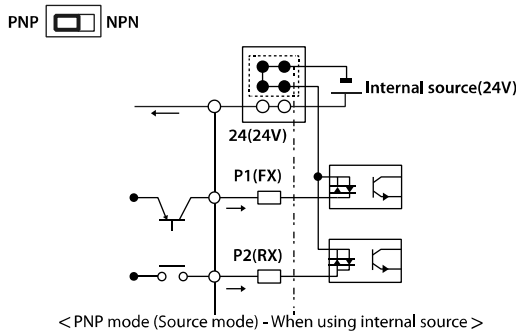 PNP NPN
Internal source(24V)
24(24V)
P1(FX)
P2(RX)
< PNP mode (Source mode) - When using internal source >